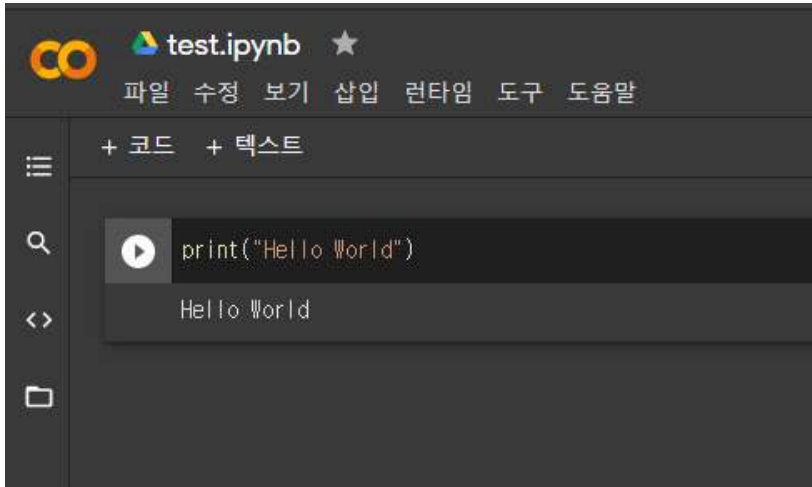 test.ipynb
파일 수정 보기 삽입 런타임 도구 도움말
+ 코드 + 텍스트
print("Hello World")
Hello World